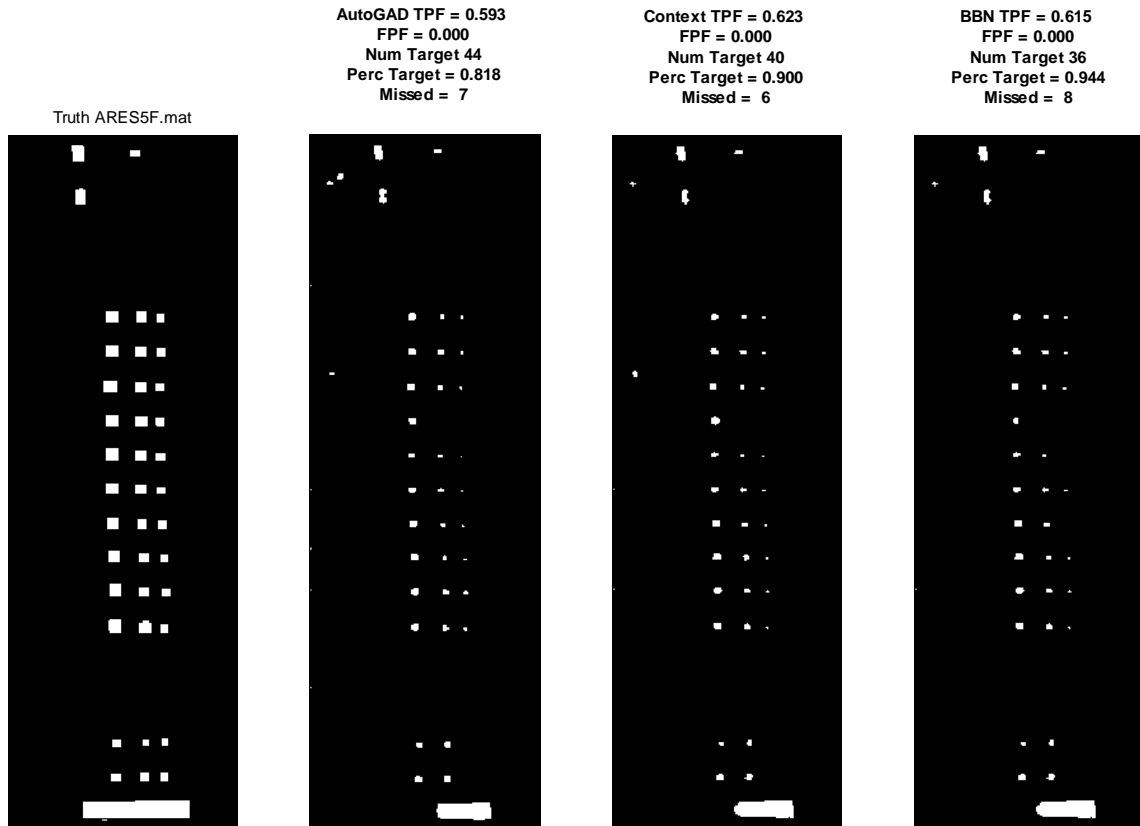 Truth ARES5F.mat
AutoGAD TPF = 0.593
FPF = 0.000
Num Target 44
Perc Target = 0.818
Missed = 7
Context TPF = 0.623
FPF = 0.000
Num Target 40
Perc Target = 0.900
Missed = 6
BBN TPF = 0.615
FPF = 0.000
Num Target 36
Perc Target = 0.944
Missed = 8